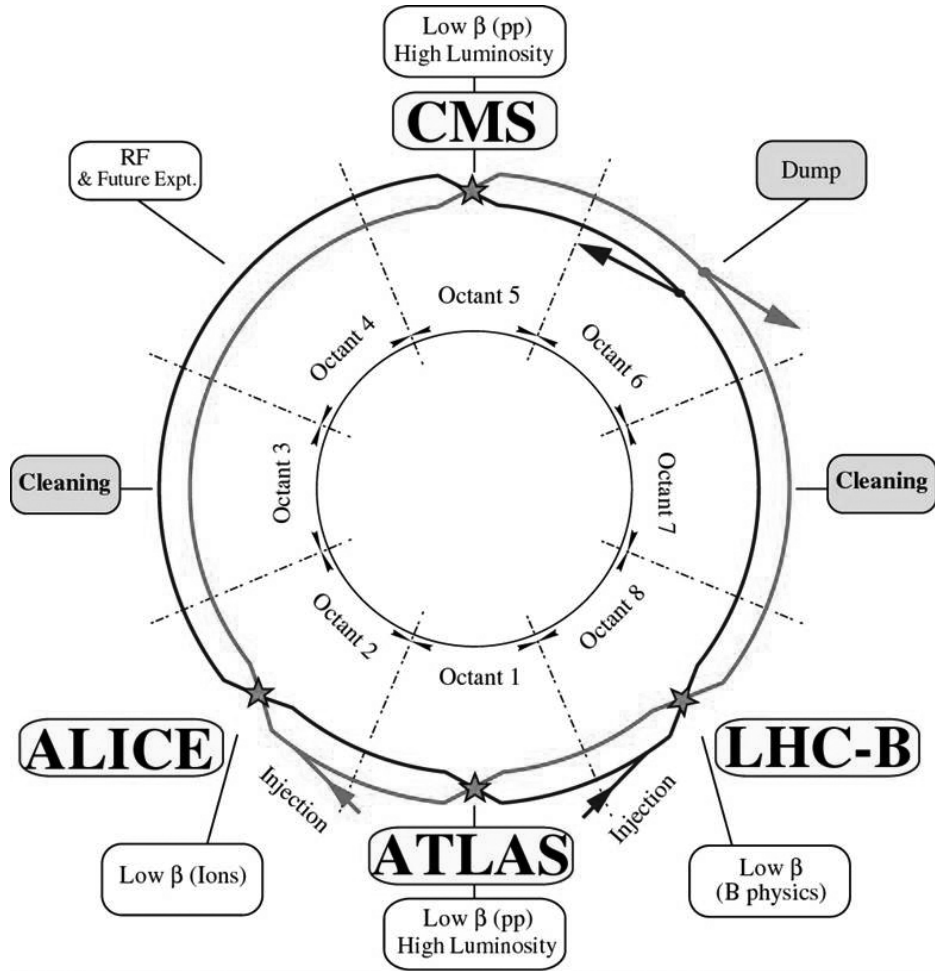 Low β (pp)
High Luminosity
CMS
RF
& Future Expt.
Dump
Octant 5
Octant 4
Octant 6
Cleaning
Octant 3
Octant 7
Cleaning
Octant 2
Octant 8
Octant 1
ALICE
LHC-B
Injection
Injection
ATLAS
Low β (Ions)
Low β
(B physics)
Low β (pp)
High Luminosity